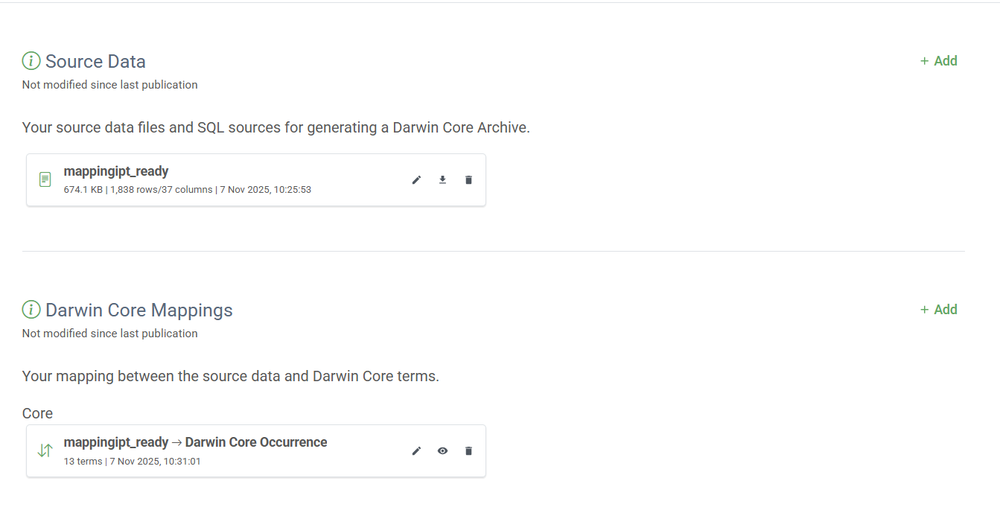 Source Data
+ Add
Not modified since last publication
Your source data files and SQL sources for generating a Darwin Core Archive.
mappingipt_ready
674.1 KB | 1,838 rows/37 columns | 7 Nov 2025, 10:25:53
Darwin Core Mappings
+ Add
Not modified since last publication
Your mapping between the source data and Darwin Core terms.
Core
mappingipt_ready → Darwin Core Occurrence
13 terms | 7 Nov 2025, 10:31:01